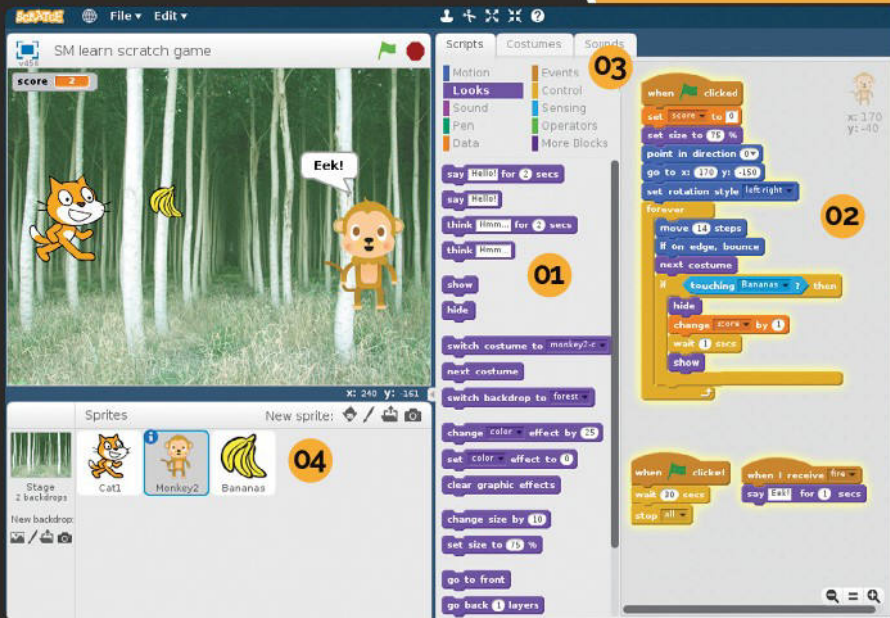 SCRATCH File▼ Edit▼
SM learn scratch game
v456
score 2
Eek!
X: 240 y: -161
Sprites New sprite:
Stage
2 backdrops
New backdrop:
Cat1
Monkey2
Bananas
04
Scripts Costumes Sounds
03
Motion Events
Looks Control
Sound Sensing
Pen Operators
Data More Blocks
say Hello! for 2 secs
say Hello!
think Hmm... for 2 secs
think Hmm...
01
show
hide
switch costume to monkey2-c
next costume
switch backdrop to forest
change color effect by 25
set color effect to 0
clear graphic effects
change size by 10
set size to 75 %
go to front
go back 1 layers
x: 170
y: -40
02
when clicked
set score to 0
set size to 75 %
point in direction 0▼
go to x: 170 y: -150
set rotation style left-right
forever
move 14 steps
if on edge, bounce
next costume
if touching Bananas ? then
hide
change score by 1
wait 1 secs
show
when clicked
wait 30 secs
stop all
when I receive fire
say Eek! for 1 secs